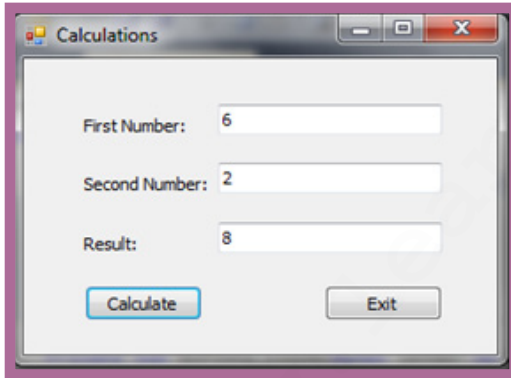 Calculations
First Number: 6
Second Number: 2
Result: 8
Calculate Exit